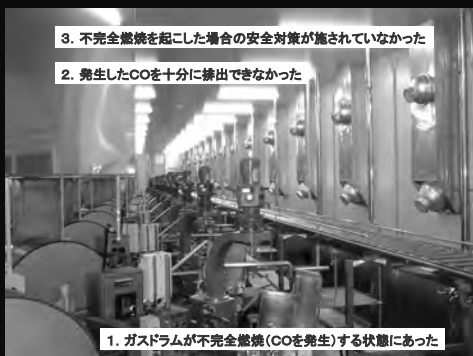 3. 不完全燃焼を起こした場合の安全対策が施されていなかった
2. 発生したCOを十分に排出できなかった
1. ガスドラムが不完全燃焼(COを発生)する状態にあった